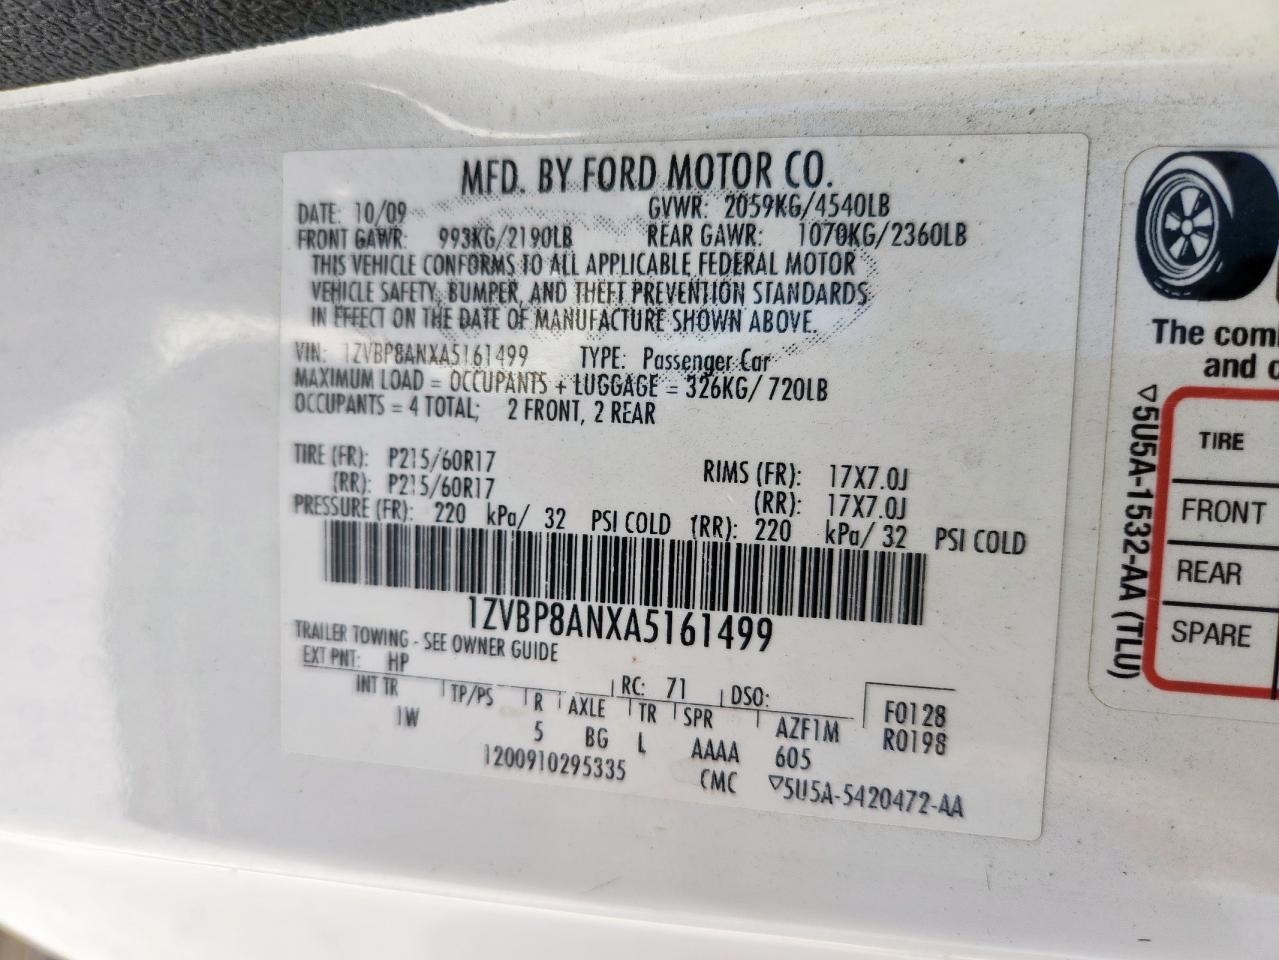 MFD. BY FORD MOTOR CO.
DATE: 10/09 GVWR: 2059KG/4540LB
FRONT GAWR: 993KG/2190LB REAR GAWR: 1070KG/2360LB
THIS VEHICLE CONFORMS TO ALL APPLICABLE FEDERAL MOTOR
VEHICLE SAFETY, BUMPER, AND THEFT PREVENTION STANDARDS
IN EFFECT ON THE DATE OF MANUFACTURE SHOWN ABOVE.
VIN: 1ZVBP8ANXA5161499 TYPE: Passenger Car
MAXIMUM LOAD = OCCUPANTS + LUGGAGE = 326KG/ 720LB
OCCUPANTS = 4 TOTAL; 2 FRONT, 2 REAR
TIRE (FR): P215/60R17 RIMS (FR): 17X7.0J
(RR): P215/60R17 (RR): 17X7.0J
PRESSURE (FR): 220 kPa/ 32 PSI COLD (RR): 220 kPa/ 32 PSI COLD
1ZVBP8ANXA5161499
TRAILER TOWING - SEE OWNER GUIDE
EXT PNT: HP RC: 71 DSO: F0128
INT TR TP/PS R AXLE TR SPR AZF1M R0198
1W 5 BG L AAAA 605
1200910295335 CMC ▽5U5A-5420472-AA
The com
and c
▽5U5A-1532-AA (TLU)
TIRE
FRONT
REAR
SPARE